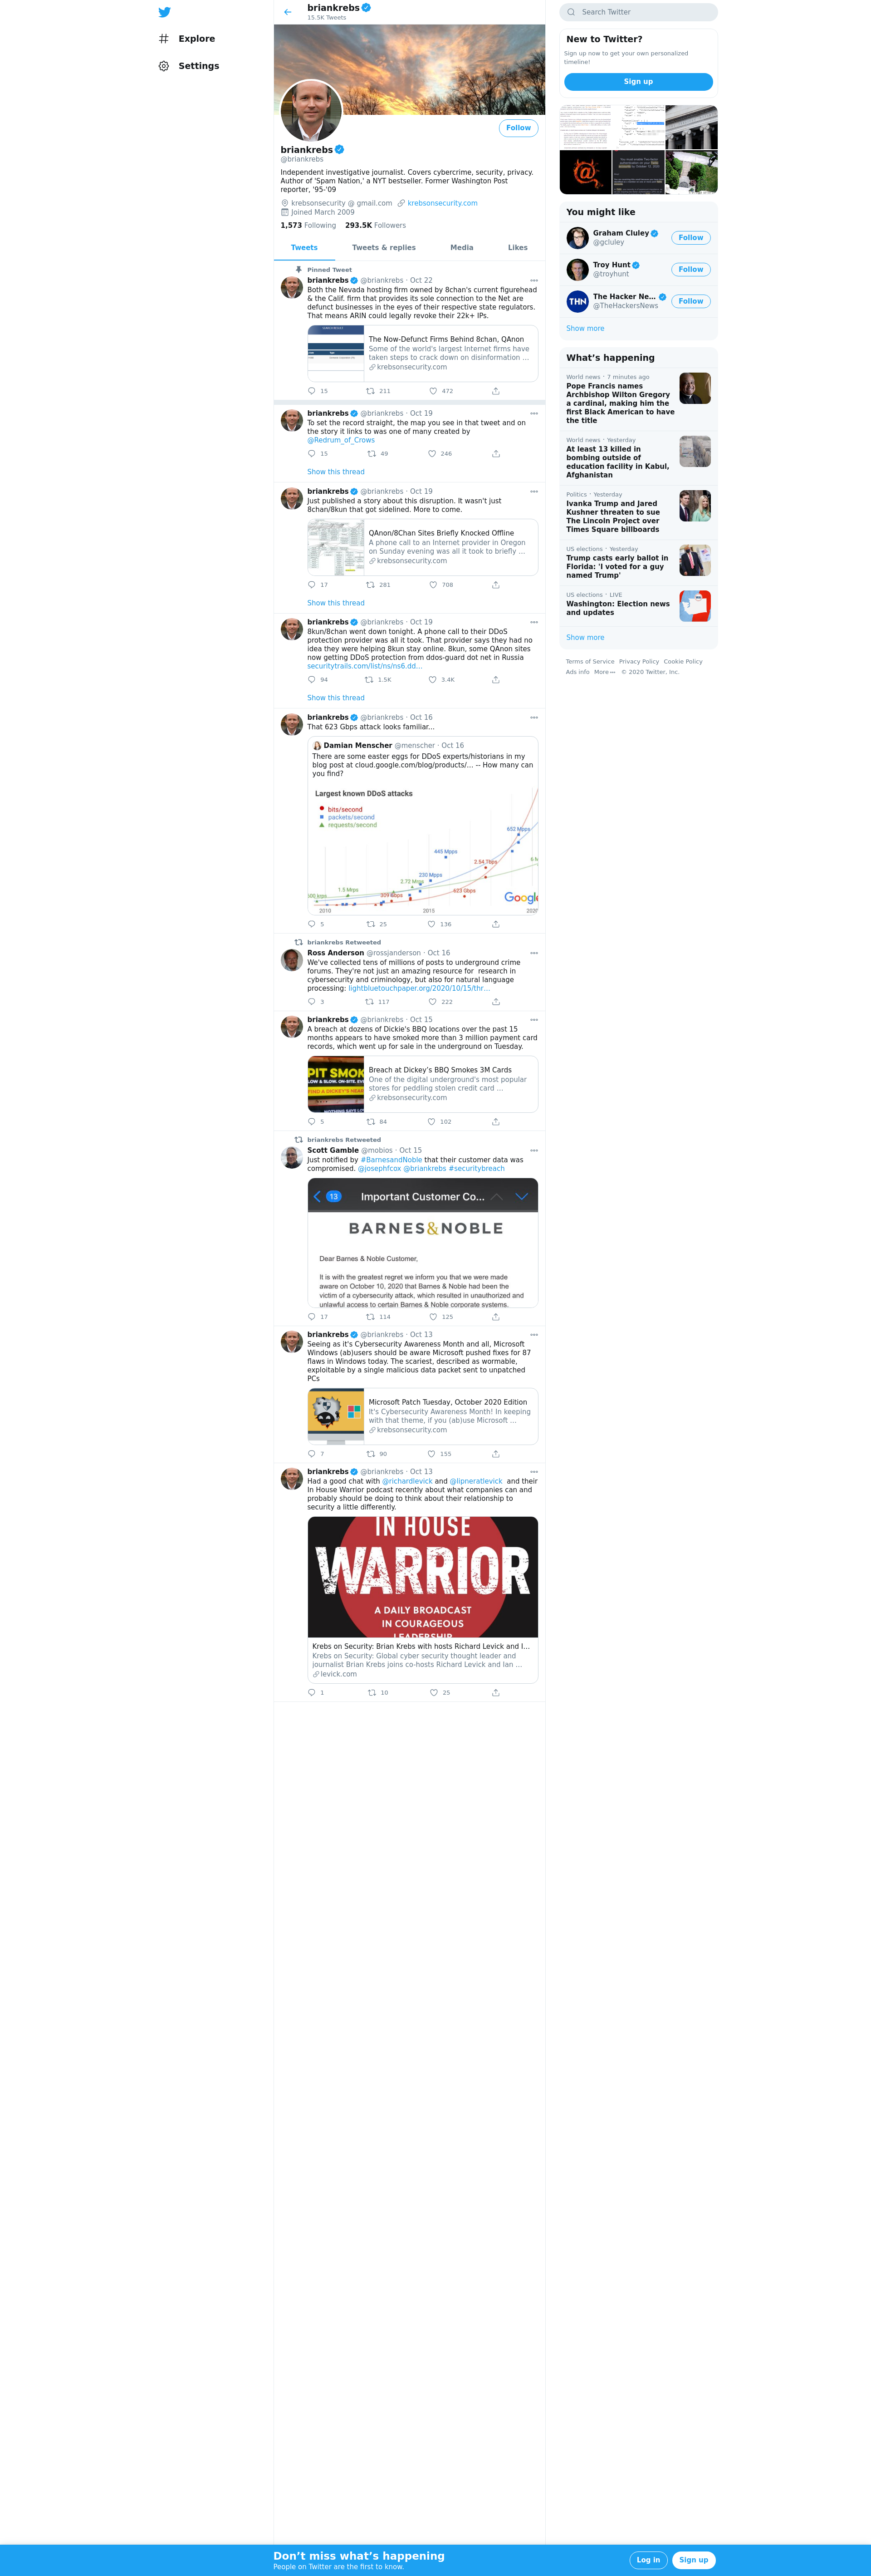 Explore
Settings
briankrebs
15.5K Tweets
Follow
briankrebs
@briankrebs
Independent investigative journalist. Covers cybercrime, security, privacy.
Author of 'Spam Nation,' a NYT bestseller. Former Washington Post
reporter, '95-'09
krebsonsecurity @ gmail.com krebsonsecurity.com
Joined March 2009
1,573 Following 293.5K Followers
Tweets Tweets & replies Media Likes
Pinned Tweet
briankrebs @briankrebs · Oct 22
Both the Nevada hosting firm owned by 8chan's current figurehead
& the Calif. firm that provides its sole connection to the Net are
defunct businesses in the eyes of their respective state regulators.
That means ARIN could legally revoke their 22k+ IPs.
The Now-Defunct Firms Behind 8chan, QAnon
Some of the world's largest Internet firms have
taken steps to crack down on disinformation ...
krebsonsecurity.com
15 211 472
briankrebs @briankrebs · Oct 19
To set the record straight, the map you see in that tweet and on
the story it links to was one of many created by
@Redrum_of_Crows
15 49 246
Show this thread
briankrebs @briankrebs · Oct 19
Just published a story about this disruption. It wasn't just
8chan/8kun that got sidelined. More to come.
QAnon/8Chan Sites Briefly Knocked Offline
A phone call to an Internet provider in Oregon
on Sunday evening was all it took to briefly ...
krebsonsecurity.com
17 281 708
Show this thread
briankrebs @briankrebs · Oct 19
8kun/8chan went down tonight. A phone call to their DDoS
protection provider was all it took. That provider says they had no
idea they were helping 8kun stay online. 8kun, some QAnon sites
now getting DDoS protection from ddos-guard dot net in Russia
securitytrails.com/list/ns/ns6.dd...
94 1.5K 3.4K
Show this thread
briankrebs @briankrebs · Oct 16
That 623 Gbps attack looks familiar...
Damian Menscher @menscher · Oct 16
There are some easter eggs for DDoS experts/historians in my
blog post at cloud.google.com/blog/products/... -- How many can
you find?
Largest known DDoS attacks
bits/second
packets/second
requests/second
652 Mpps
445 Mpps
2.54 Tbps
230 Mpps
2.72 Mrps
1.5 Mrps
623 Gbps
Google
2010 2015
5 25 136
briankrebs Retweeted
Ross Anderson @rossjanderson · Oct 16
We've collected tens of millions of posts to underground crime
forums. They're not just an amazing resource for research in
cybersecurity and criminology, but also for natural language
processing: lightbluetouchpaper.org/2020/10/15/thr...
3 117 222
briankrebs @briankrebs · Oct 15
A breach at dozens of Dickie's BBQ locations over the past 15
months appears to have smoked more than 3 million payment card
records, which went up for sale in the underground on Tuesday.
PIT SMOK
LOW & SLOW. ON-SITE, EVE
FIND A DICKEY'S NEAR
Breach at Dickey's BBQ Smokes 3M Cards
One of the digital underground's most popular
stores for peddling stolen credit card ...
krebsonsecurity.com
5 84 102
briankrebs Retweeted
Scott Gamble @mobios · Oct 15
Just notified by #BarnesandNoble that their customer data was
compromised. @josephfcox @briankrebs #securitybreach
13 Important Customer Co...
BARNES&NOBLE
Dear Barnes & Noble Customer,
It is with the greatest regret we inform you that we were made
aware on October 10, 2020 that Barnes & Noble had been the
victim of a cybersecurity attack, which resulted in unauthorized and
unlawful access to certain Barnes & Noble corporate systems.
17 114 125
briankrebs @briankrebs · Oct 13
Seeing as it's Cybersecurity Awareness Month and all, Microsoft
Windows (ab)users should be aware Microsoft pushed fixes for 87
flaws in Windows today. The scariest, described as wormable,
exploitable by a single malicious data packet sent to unpatched
PCs
Microsoft Patch Tuesday, October 2020 Edition
It's Cybersecurity Awareness Month! In keeping
with that theme, if you (ab)use Microsoft ...
krebsonsecurity.com
7 90 155
briankrebs @briankrebs · Oct 13
Had a good chat with @richardlevick and @lipneratlevick and their
In House Warrior podcast recently about what companies can and
probably should be doing to think about their relationship to
security a little differently.
IN HOUSE
WARRIOR
A DAILY BROADCAST
IN COURAGEOUS
LEADERSHIP
Krebs on Security: Brian Krebs with hosts Richard Levick and I...
Krebs on Security: Global cyber security thought leader and
journalist Brian Krebs joins co-hosts Richard Levick and Ian ...
levick.com
1 10 25
Search Twitter
New to Twitter?
Sign up now to get your own personalized
timeline!
Sign up
You might like
Graham Cluley
@gcluley
Follow
Troy Hunt
@troyhunt
Follow
THN
The Hacker Ne...
@TheHackersNews
Follow
Show more
What's happening
World news · 7 minutes ago
Pope Francis names
Archbishop Wilton Gregory
a cardinal, making him the
first Black American to have
the title
World news · Yesterday
At least 13 killed in
bombing outside of
education facility in Kabul,
Afghanistan
Politics · Yesterday
Ivanka Trump and Jared
Kushner threaten to sue
The Lincoln Project over
Times Square billboards
US elections · Yesterday
Trump casts early ballot in
Florida: 'I voted for a guy
named Trump'
US elections · LIVE
Washington: Election news
and updates
Show more
Terms of Service Privacy Policy Cookie Policy
Ads info More ••• © 2020 Twitter, Inc.
Don't miss what's happening
People on Twitter are the first to know.
Log in
Sign up